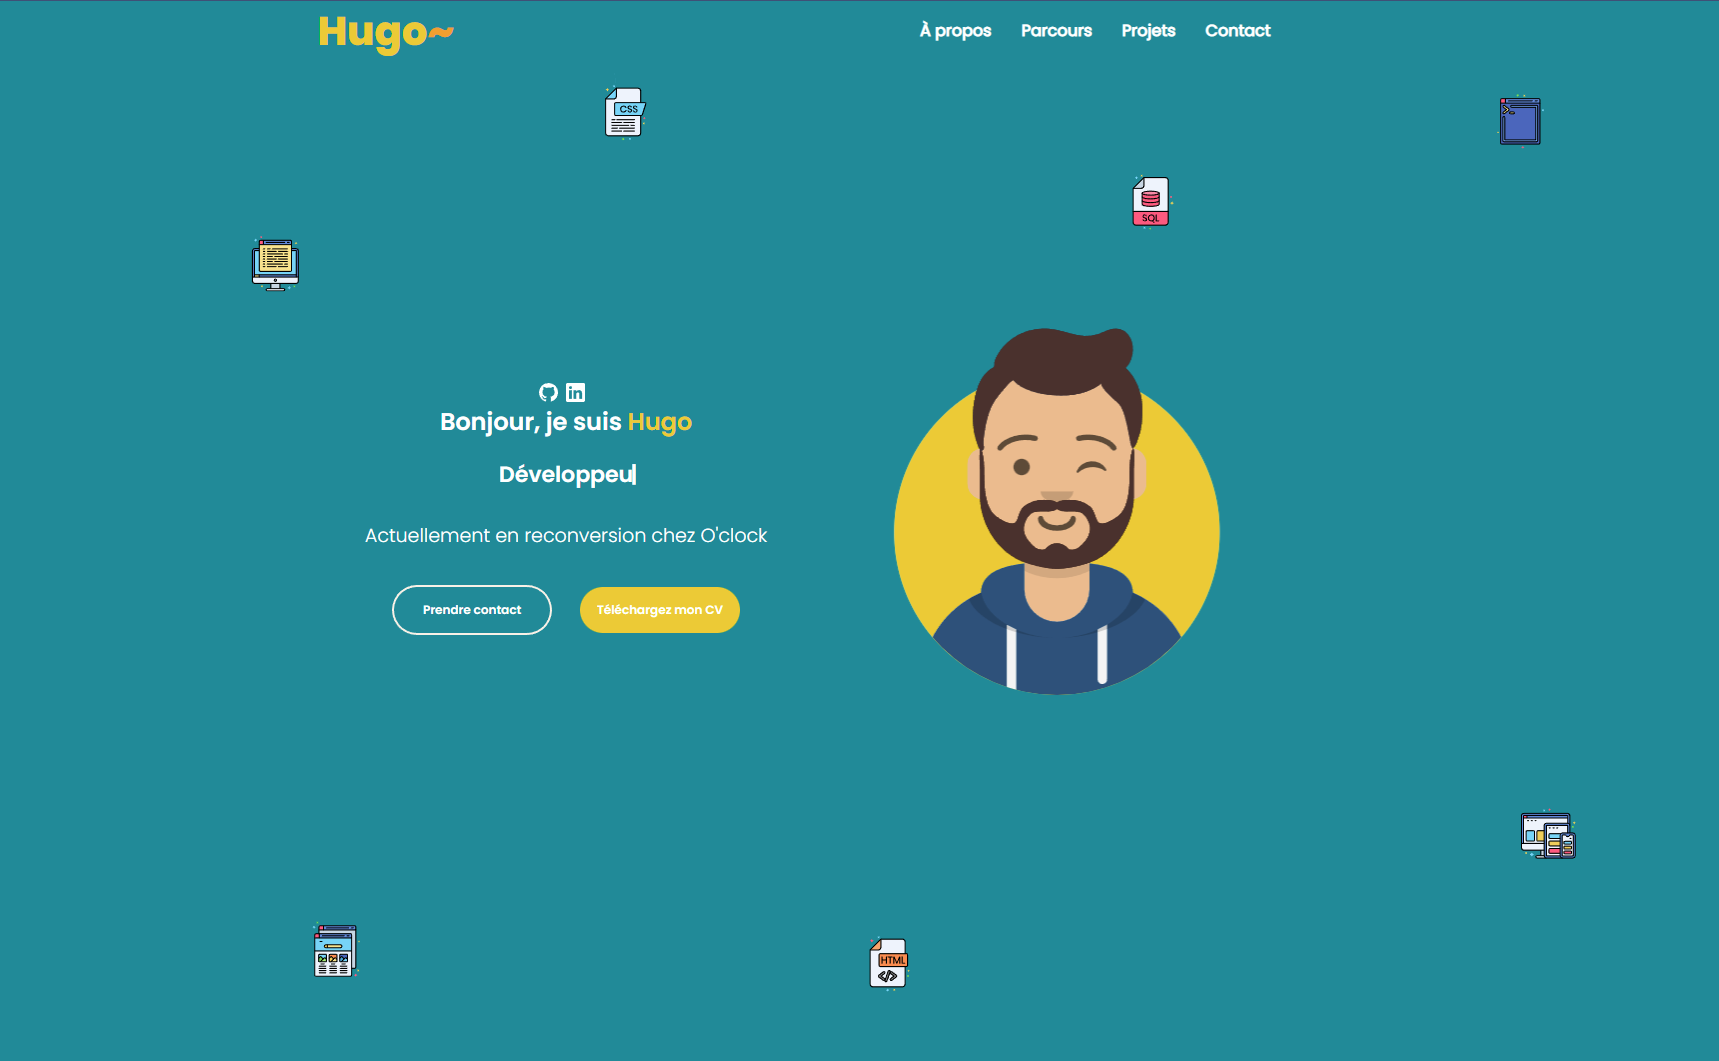 Hugo~
À propos Parcours Projets Contact
CSS
SQL
Bonjour, je suis Hugo
Développeu
Actuellement en reconversion chez O'clock
Prendre contact
Téléchargez mon CV
HTML